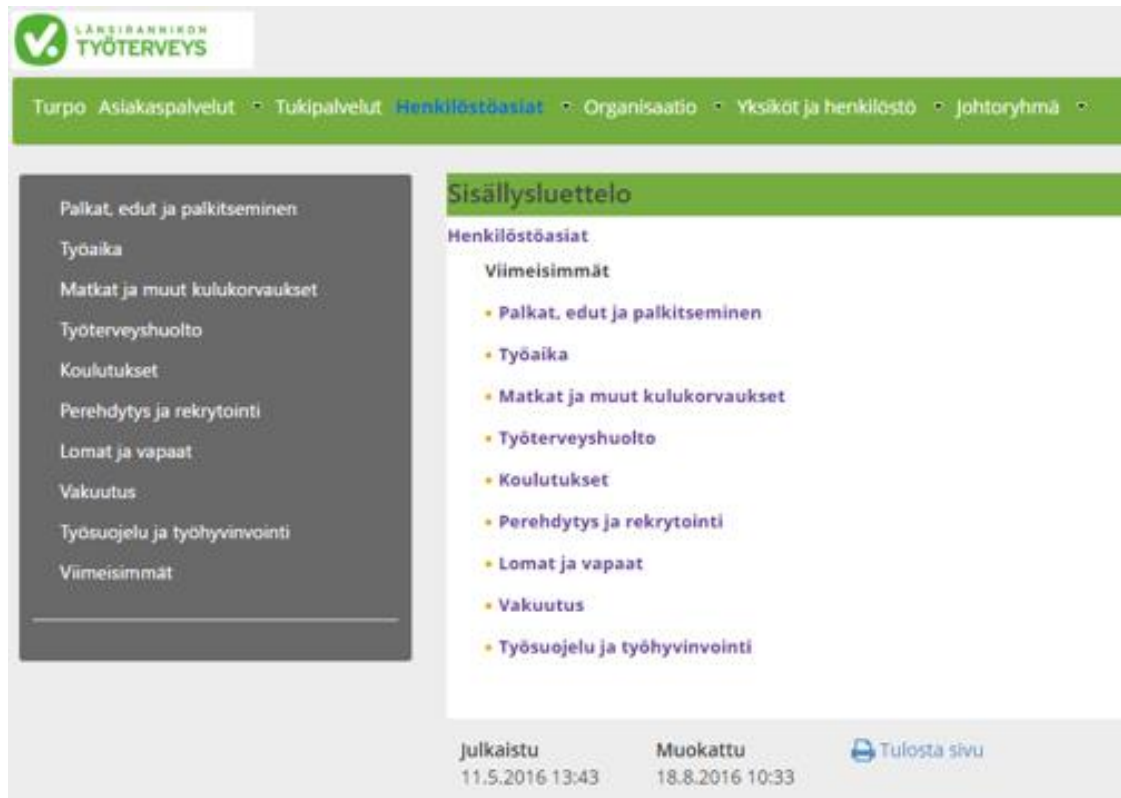 LÄNSIRANNIKON
TYÖTERVEYS
Turpo Asiakaspalvelut Tukipalvelut Henkilöstöasiat Organisaatio Yksiköt ja henkilöstö Johtoryhmä
Palkat, edut ja palkitseminen
Työaika
Matkat ja muut kulukorvaukset
Työterveyshuolto
Koulutukset
Perehdytys ja rekrytointi
Lomat ja vapaat
Vakuutus
Työsuojelu ja työhyvinvointi
Viimeisimmät
Sisällysluettelo
Henkilöstöasiat
Viimeisimmät
• Palkat, edut ja palkitseminen
• Työaika
• Matkat ja muut kulukorvaukset
• Työterveyshuolto
• Koulutukset
• Perehdytys ja rekrytointi
• Lomat ja vapaat
• Vakuutus
• Työsuojelu ja työhyvinvointi
Julkaistu Muokattu Tulosta sivu
11.5.2016 13:43 18.8.2016 10:33